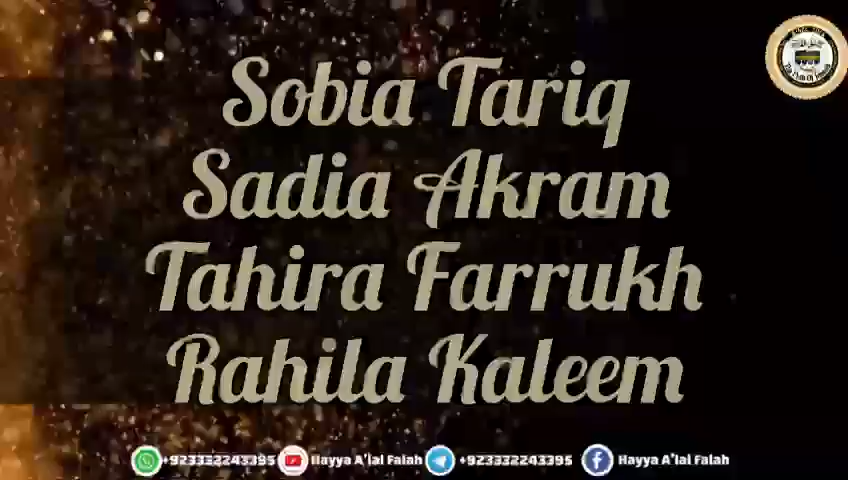 Sobia Tariq
Sadia Akram
Tahira Farrukh
Rahila Kaleem
+923332243395 Hayya A'lal Falah +923332243395 Hayya A'lal Falah